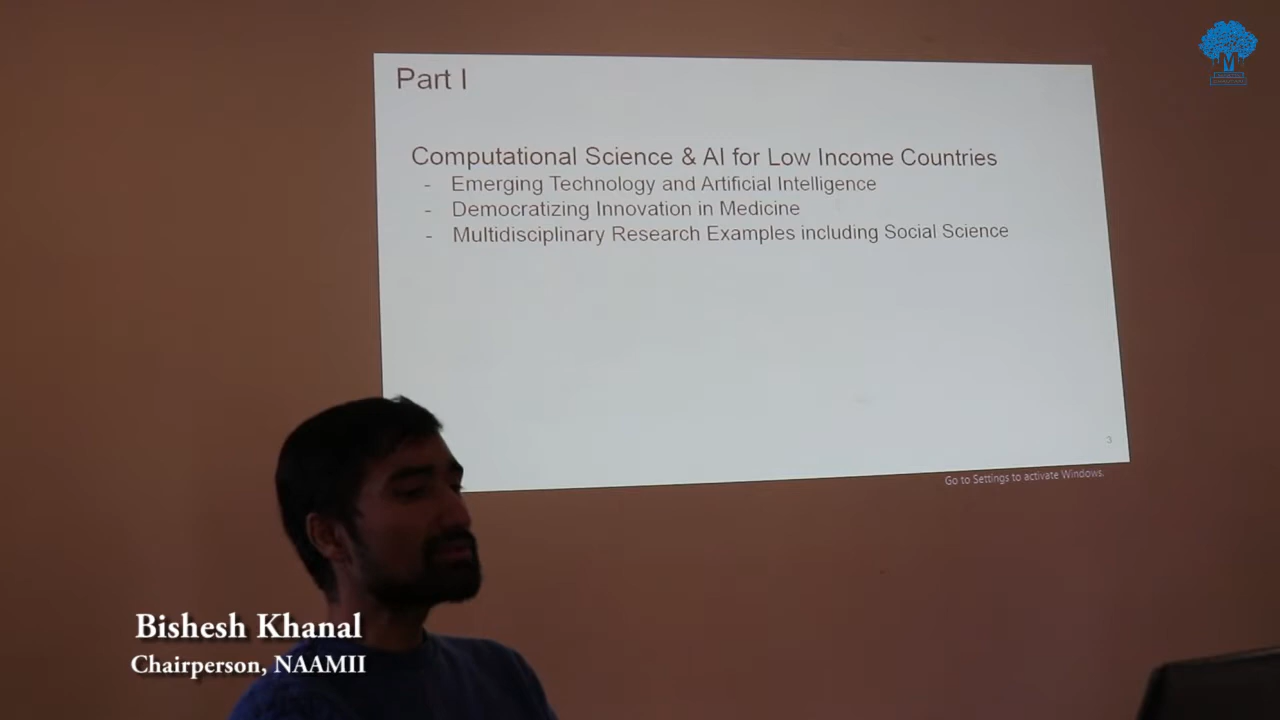 Part I
Computational Science & AI for Low Income Countries
- Emerging Technology and Artificial Intelligence
- Democratizing Innovation in Medicine
- Multidisciplinary Research Examples including Social Science
3
Go to Settings to activate Windows.
Bishesh Khanal
Chairperson, NAAMII